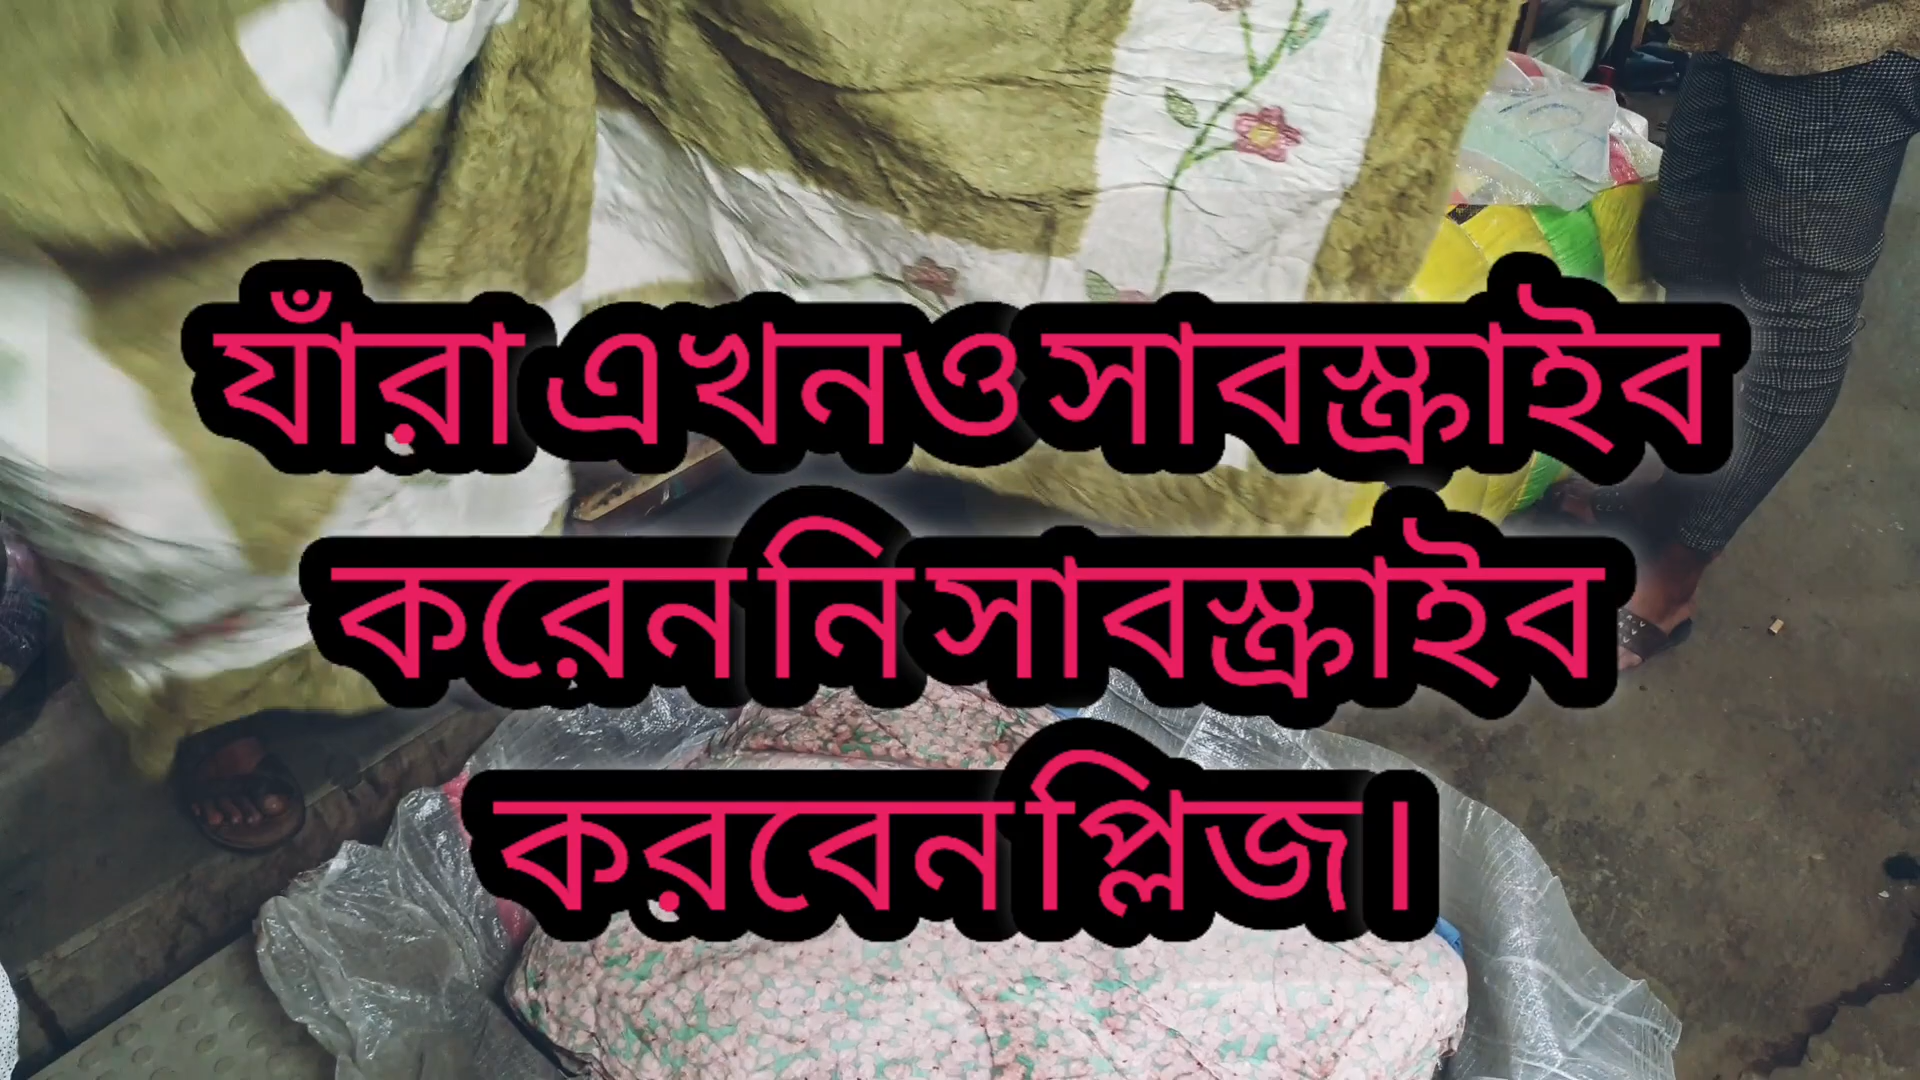 যাঁরা এখনও সাবস্ক্রাইব
করেন নি সাবস্ক্রাইব
করবেন প্লিজ।